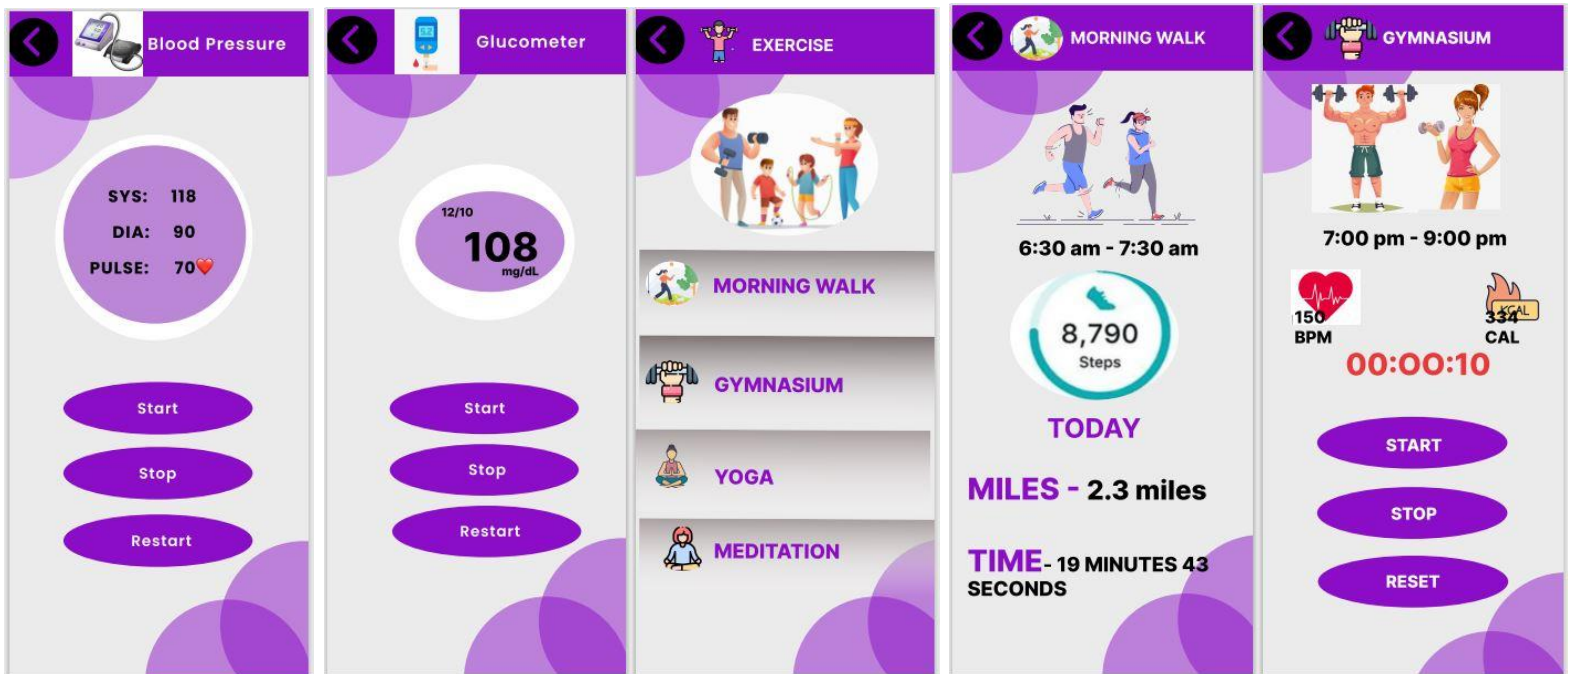 Blood Pressure
SYS: 118
DIA: 90
PULSE: 70❤️
Start
Stop
Restart
Glucometer
12/10
108
mg/dL
Start
Stop
Restart
EXERCISE
MORNING WALK
GYMNASIUM
YOGA
MEDITATION
MORNING WALK
6:30 am - 7:30 am
8,790
Steps
TODAY
MILES - 2.3 miles
TIME- 19 MINUTES 43
SECONDS
GYMNASIUM
7:00 pm - 9:00 pm
150
BPM
KCAL
334
CAL
00:00:10
START
STOP
RESET